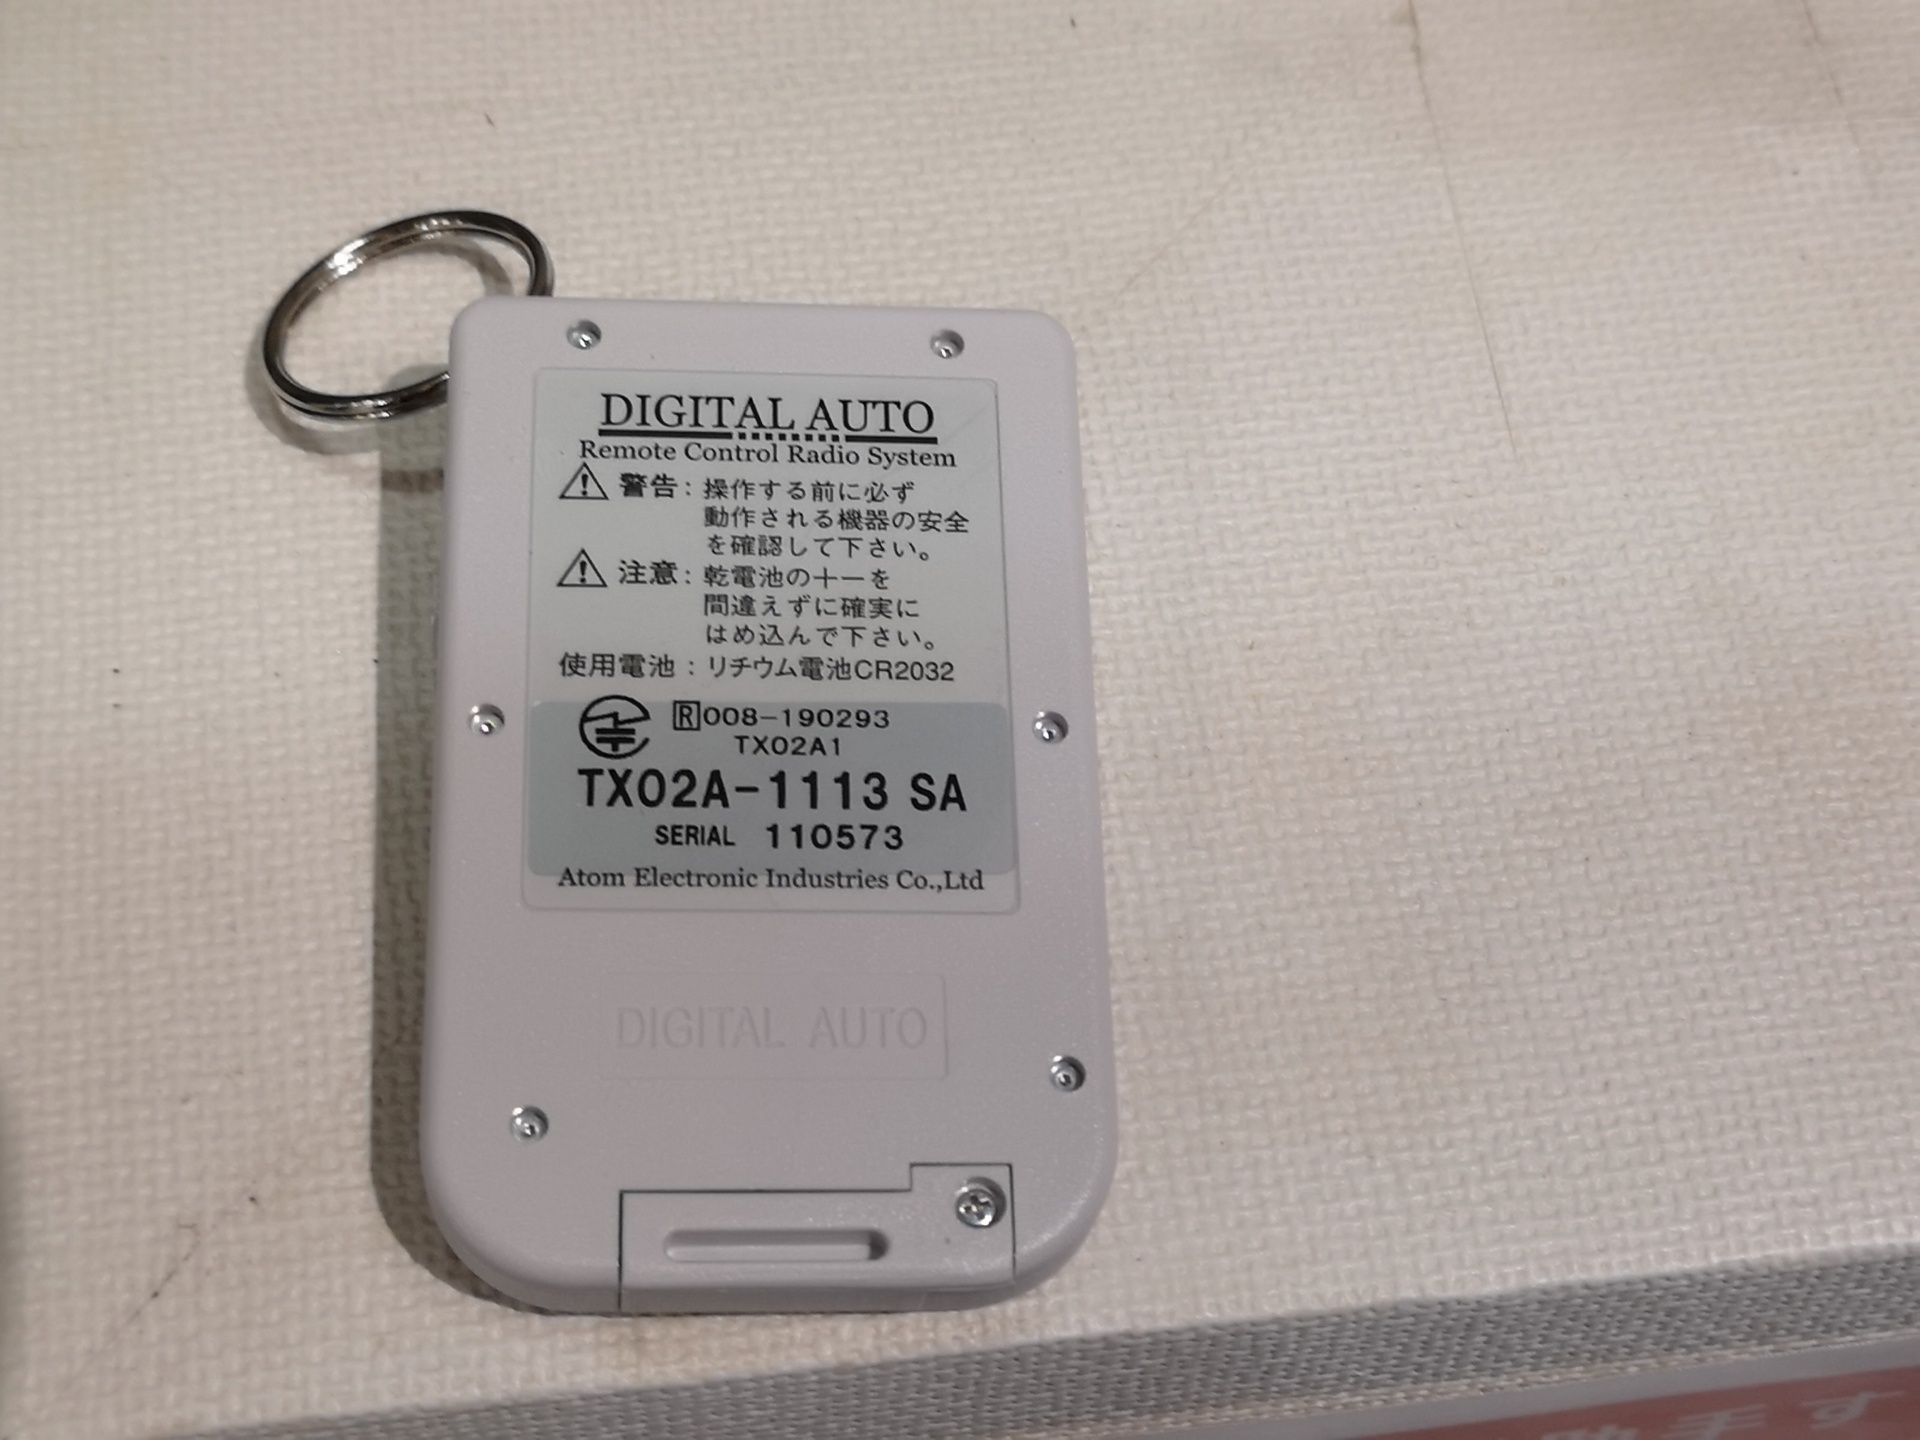 DIGITAL AUTO
Remote Control Radio System
警告：操作する前に必ず
動作される機器の安全
を確認して下さい。
注意：乾電池の＋－を
間違えずに確実に
はめ込んで下さい。
使用電池：リチウム電池CR2032
R 008-190293
TX02A1
TX02A-1113 SA
SERIAL 110573
Atom Electronic Industries Co.,Ltd
DIGITAL AUTO